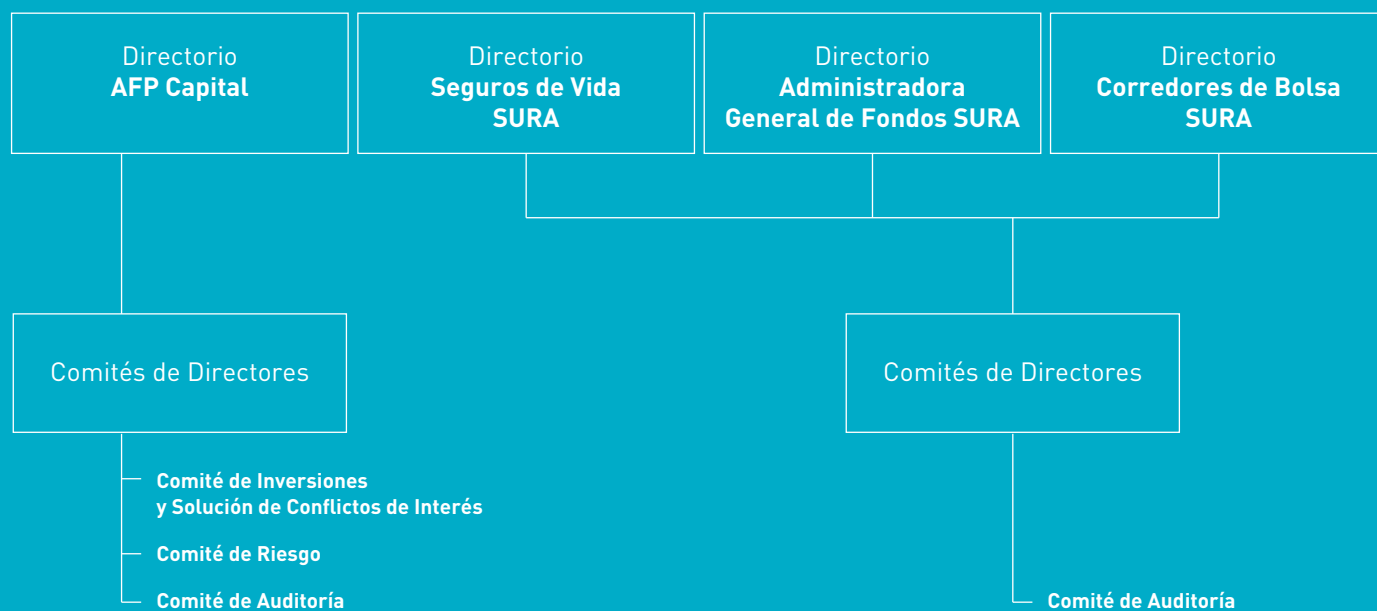 Directorio
AFP Capital
Directorio
Seguros de Vida
SURA
Directorio
Administradora
General de Fondos SURA
Directorio
Corredores de Bolsa
SURA
Comités de Directores
Comités de Directores
Comité de Inversiones
y Solución de Conflictos de Interés
Comité de Riesgo
Comité de Auditoría
Comité de Auditoría